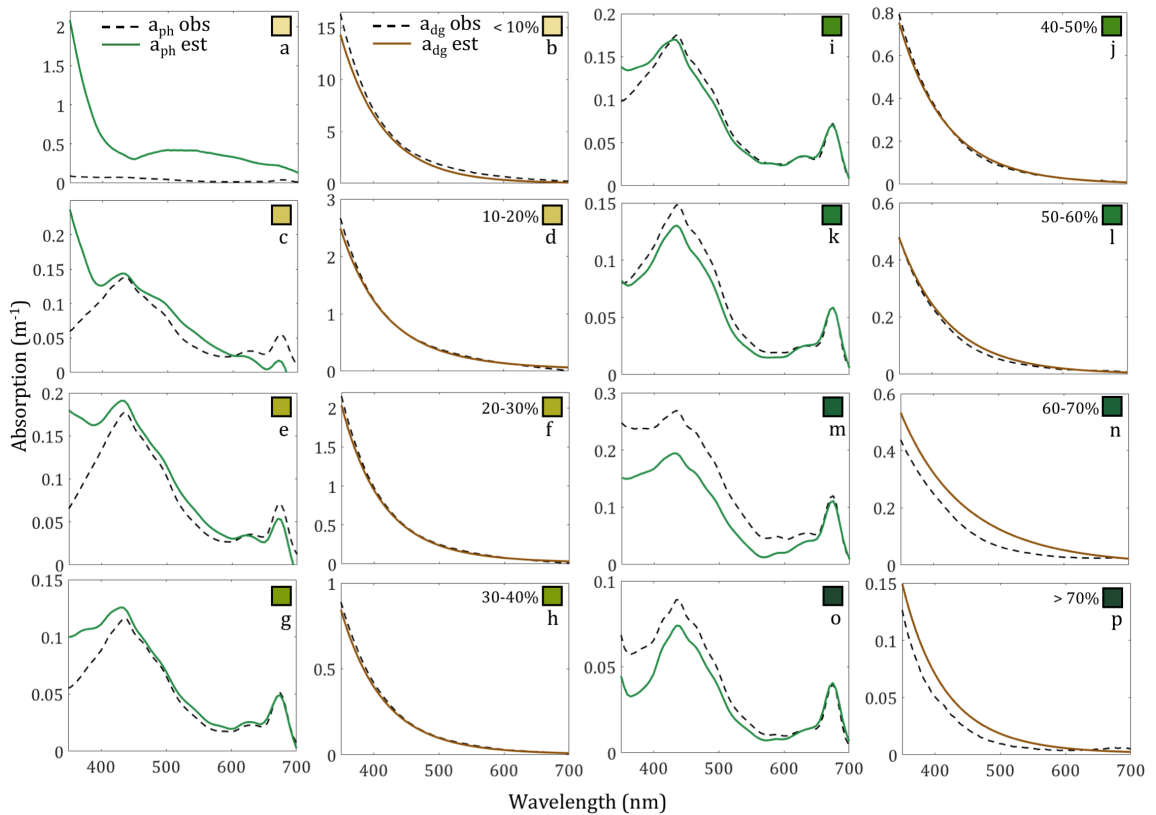 2
1.5
1
0.5
0
a_ph obs
a_ph est
a
15
10
5
0
a_dg obs
a_dg est
< 10%
b
0.15
0.1
0.05
0
i
0.8
0.6
0.4
0.2
0
40-50%
j
0.2
0.15
0.1
0.05
0
c
3
2
1
0
10-20%
d
0.15
0.1
0.05
0
k
0.6
0.4
0.2
0
50-60%
l
0.2
0.15
0.1
0.05
0
e
2
1.5
1
0.5
0
20-30%
f
0.3
0.2
0.1
0
m
0.6
0.4
0.2
0
60-70%
n
0.15
0.1
0.05
0
g
1
0.5
0
30-40%
h
0.1
0.05
0
o
0.15
0.1
0.05
0
> 70%
p
400 500 600 700
400 500 600 700
400 500 600 700
400 500 600 700
Absorption (m⁻¹)
Wavelength (nm)